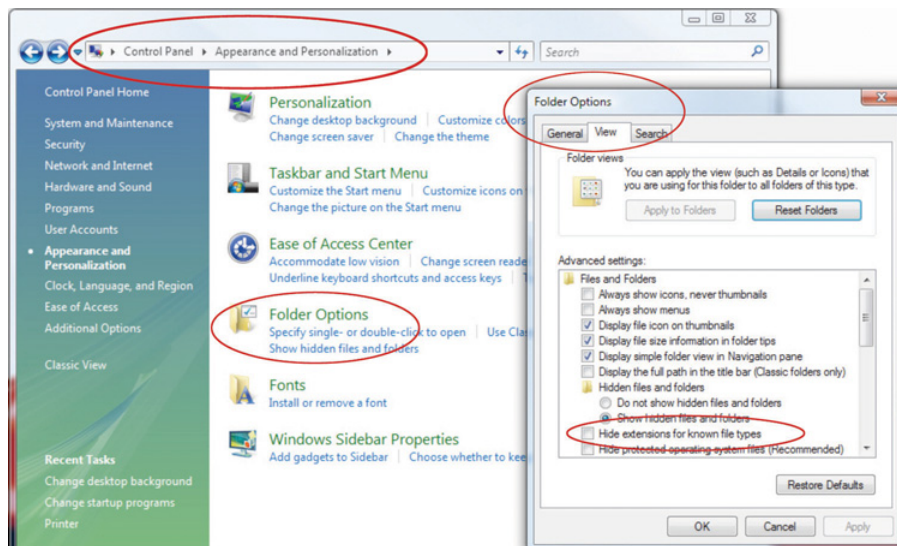 Control Panel ▸ Appearance and Personalization ▸
Search
Control Panel Home
System and Maintenance
Security
Network and Internet
Hardware and Sound
Programs
User Accounts
Appearance and
Personalization
Clock, Language, and Region
Ease of Access
Additional Options
Classic View
Recent Tasks
Change desktop background
Change startup programs
Printer
Personalization
Change desktop background | Customize colors
Change screen saver | Change the theme
Taskbar and Start Menu
Customize the Start menu | Customize icons on
Change the picture on the Start menu
Ease of Access Center
Accommodate low vision | Change screen reade
Underline keyboard shortcuts and access keys
Folder Options
Specify single- or double-click to open | Use Clas
Show hidden files and folders
Fonts
Install or remove a font
Windows Sidebar Properties
Add gadgets to Sidebar | Choose whether to kee
Folder Options
General View Search
Folder views
You can apply the view (such as Details or Icons) that
you are using for this folder to all folders of this type.
Apply to Folders Reset Folders
Advanced settings:
Files and Folders
Always show icons, never thumbnails
Always show menus
Display file icon on thumbnails
Display file size information in folder tips
Display simple folder view in Navigation pane
Display the full path in the title bar (Classic folders only)
Hidden files and folders
Do not show hidden files and folders
Show hidden files and folders
Hide extensions for known file types
Hide protected operating system files (Recommended)
Restore Defaults
OK Cancel Apply